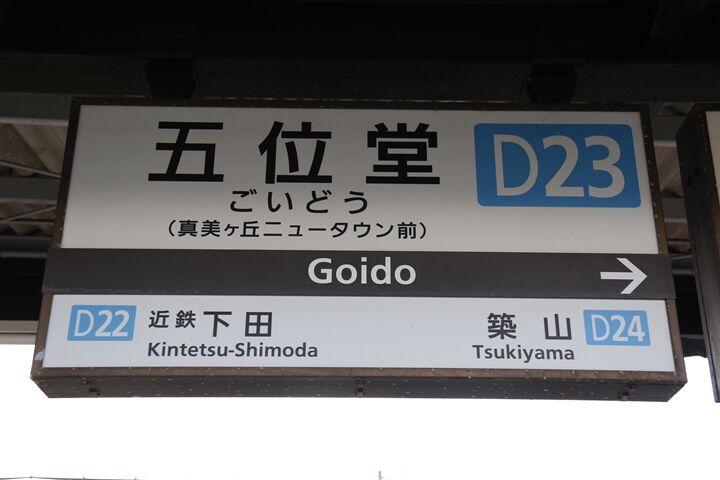 五位堂 D23
ごいどう
(真美ヶ丘ニュータウン前)
Goido →
D22 近鉄下田 築山 D24
Kintetsu-Shimoda Tsukiyama